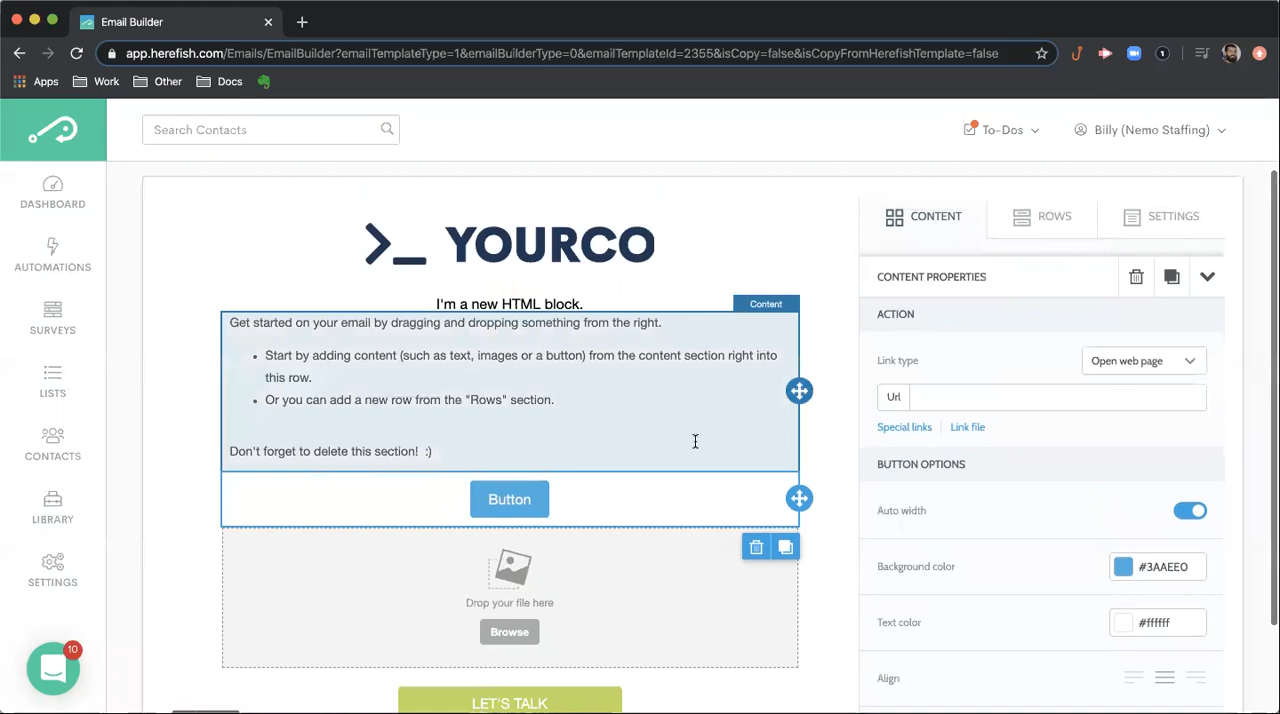 Email Builder
app.herefish.com/Emails/EmailBuilder?emailTemplateType=1&emailBuilderType=0&emailTemplateId=2355&isCopy=false&isCopyFromHerefishTemplate=false
Apps
Work
Other
Docs
Search Contacts
To-Dos
Billy (Nemo Staffing)
DASHBOARD
AUTOMATIONS
SURVEYS
LISTS
CONTACTS
LIBRARY
SETTINGS
10
>_ YOURCO
I'm a new HTML block.
Content
Get started on your email by dragging and dropping something from the right.
• Start by adding content (such as text, images or a button) from the content section right into
this row.
• Or you can add a new row from the "Rows" section.
Don't forget to delete this section!  :)
Button
Drop your file here
Browse
LET'S TALK
CONTENT
ROWS
SETTINGS
CONTENT PROPERTIES
ACTION
Link type
Open web page
Url
Special links
Link file
BUTTON OPTIONS
Auto width
Background color
#3AAEE0
Text color
#ffffff
Align